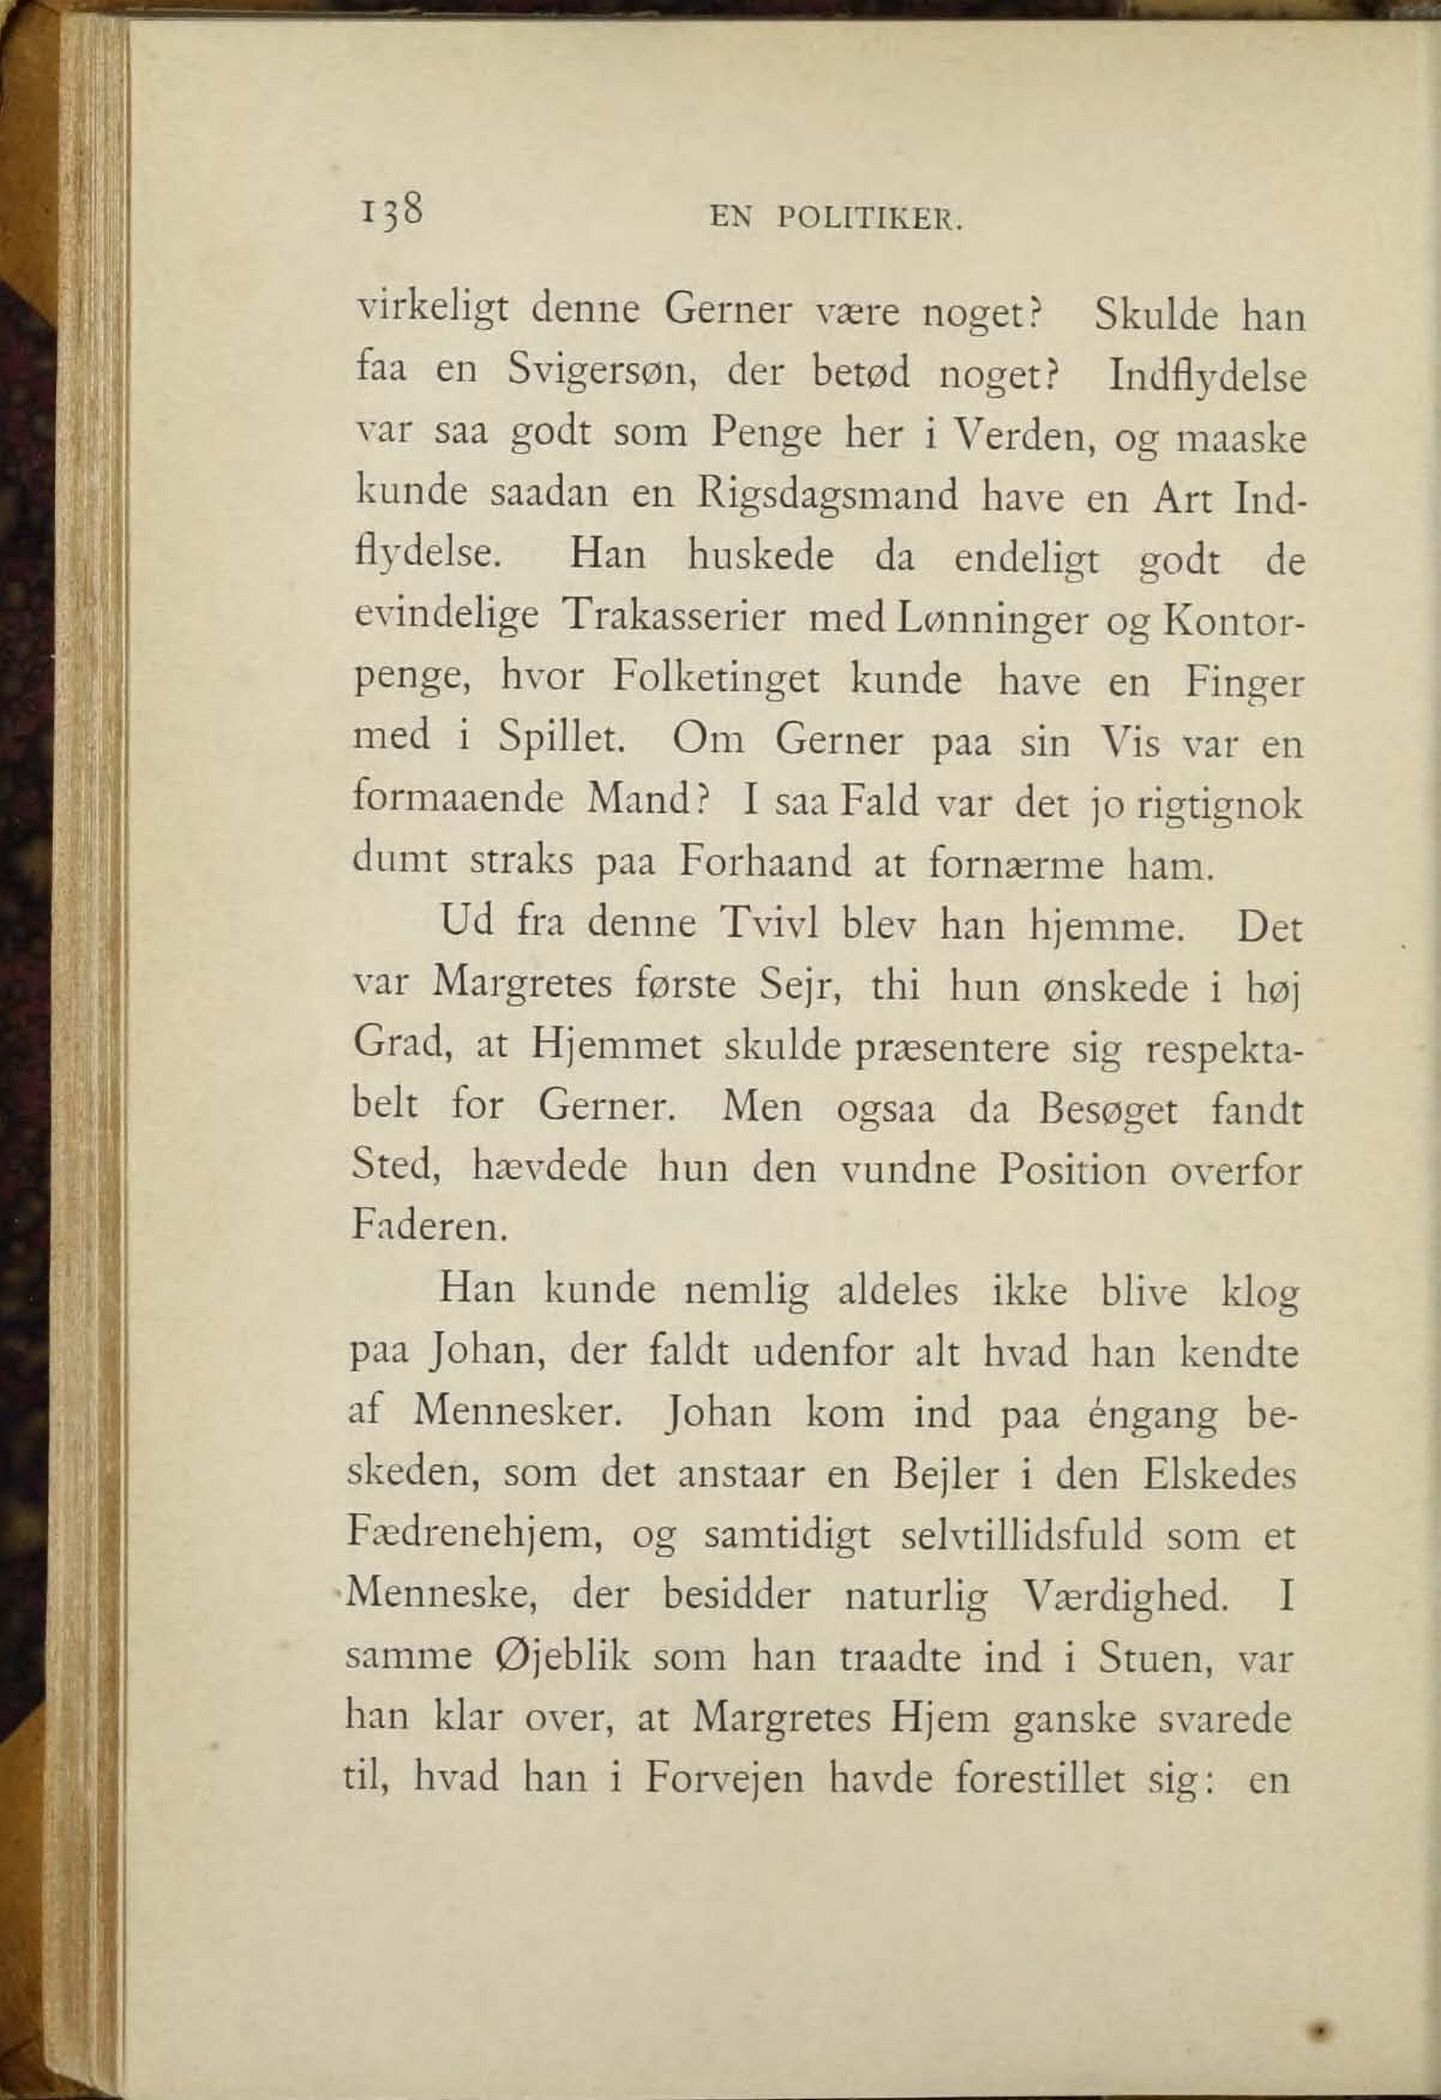 138 EN POLITIKER.
virkeligt denne Gerner være noget? Skulde han
faa en Svigersøn, der betød noget? Indflydelse
var saa godt som Penge her i Verden, og maaske
kunde saadan en Rigsdagsmand have en Art Ind-
flydelse. Han huskede da endeligt godt de
evindelige Trakasserier med Lønninger og Kontor-
penge, hvor Folketinget kunde have en Finger
med i Spillet. Om Gerner paa sin Vis var en
formaaende Mand? I saa Fald var det jo rigtignok
dumt straks paa Forhaand at fornærme ham.
Ud fra denne Tvivl blev han hjemme. Det
var Margretes første Sejr, thi hun ønskede i høj
Grad, at Hjemmet skulde præsentere sig respekta-
belt for Gerner. Men ogsaa da Besøget fandt
Sted, hævdede hun den vundne Position overfor
Faderen.
Han kunde nemlig aldeles ikke blive klog
paa Johan, der faldt udenfor alt hvad han kendte
af Mennesker. Johan kom ind paa éngang be-
skeden, som det anstaar en Bejler i den Elskedes
Fædrenehjem, og samtidigt selvtillidsfuld som et
Menneske, der besidder naturlig Værdighed. I
samme Øjeblik som han traadte ind i Stuen, var
han klar over, at Margretes Hjem ganske svarede
til, hvad han i Forvejen havde forestillet sig: en